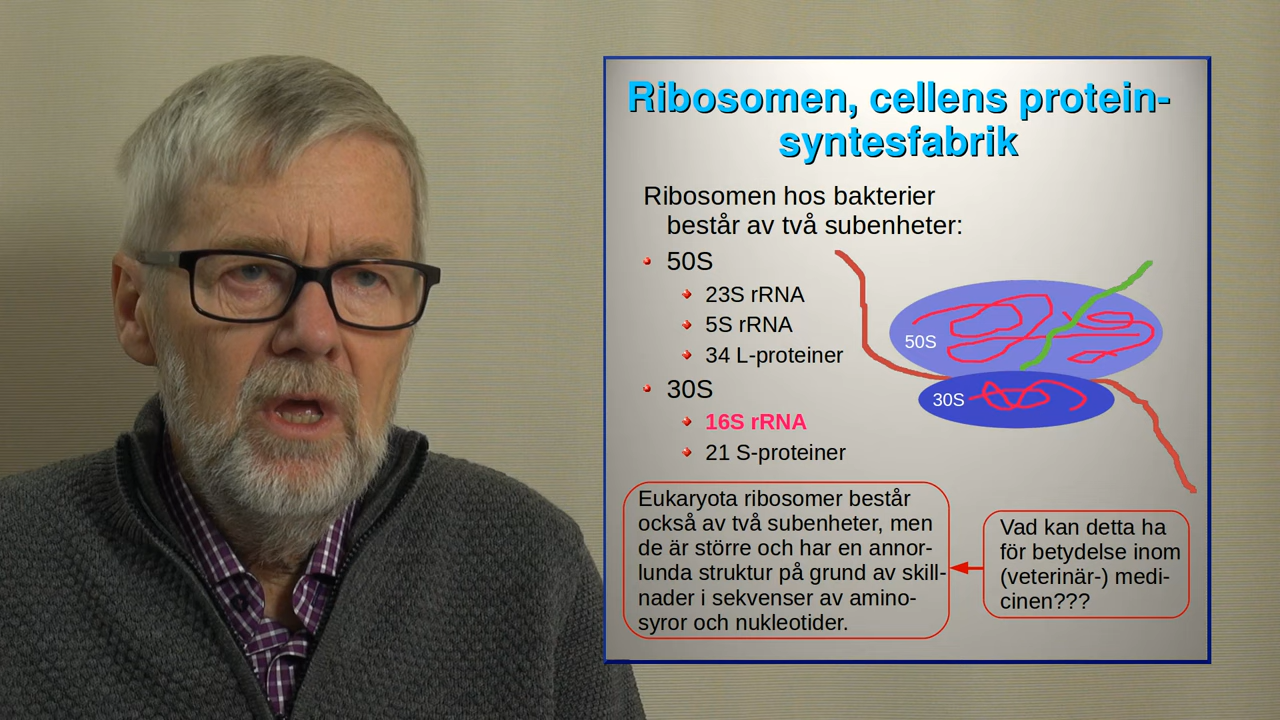 Ribosomen, cellens protein-
syntesfabrik
Ribosomen hos bakterier
består av två subenheter:
50S
23S rRNA
5S rRNA
34 L-proteiner
30S
16S rRNA
21 S-proteiner
50S
30S
Eukaryota ribosomer består
också av två subenheter, men
de är större och har en annor-
lunda struktur på grund av skill-
nader i sekvenser av amino-
syror och nukleotider.
Vad kan detta ha
för betydelse inom
(veterinär-) medi-
cinen???